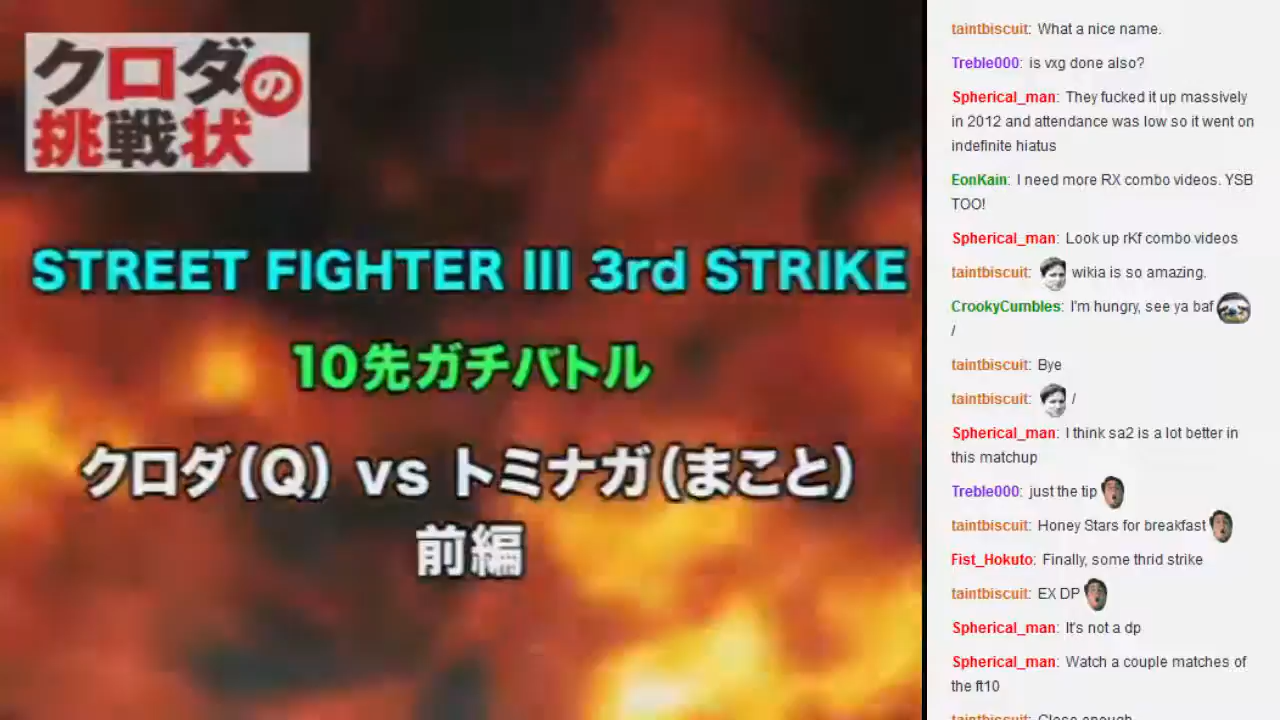 クロダの
挑戦状
STREET FIGHTER III 3rd STRIKE
10先ガチバトル
クロダ(Q) vs トミナガ(まこと)
前編
taintbiscuit: What a nice name.
Treble000: is vxg done also?
Spherical_man: They fucked it up massively
in 2012 and attendance was low so it went on
indefinite hiatus
EonKain: I need more RX combo videos. YSB
TOO!
Spherical_man: Look up rKf combo videos
taintbiscuit: wikia is so amazing.
CrookyCumbles: I'm hungry, see ya baf
/
taintbiscuit: Bye
taintbiscuit: /
Spherical_man: I think sa2 is a lot better in
this matchup
Treble000: just the tip
taintbiscuit: Honey Stars for breakfast
Fist_Hokuto: Finally, some thrid strike
taintbiscuit: EX DP
Spherical_man: It's not a dp
Spherical_man: Watch a couple matches of
the ft10
taintbiscuit: Close enough